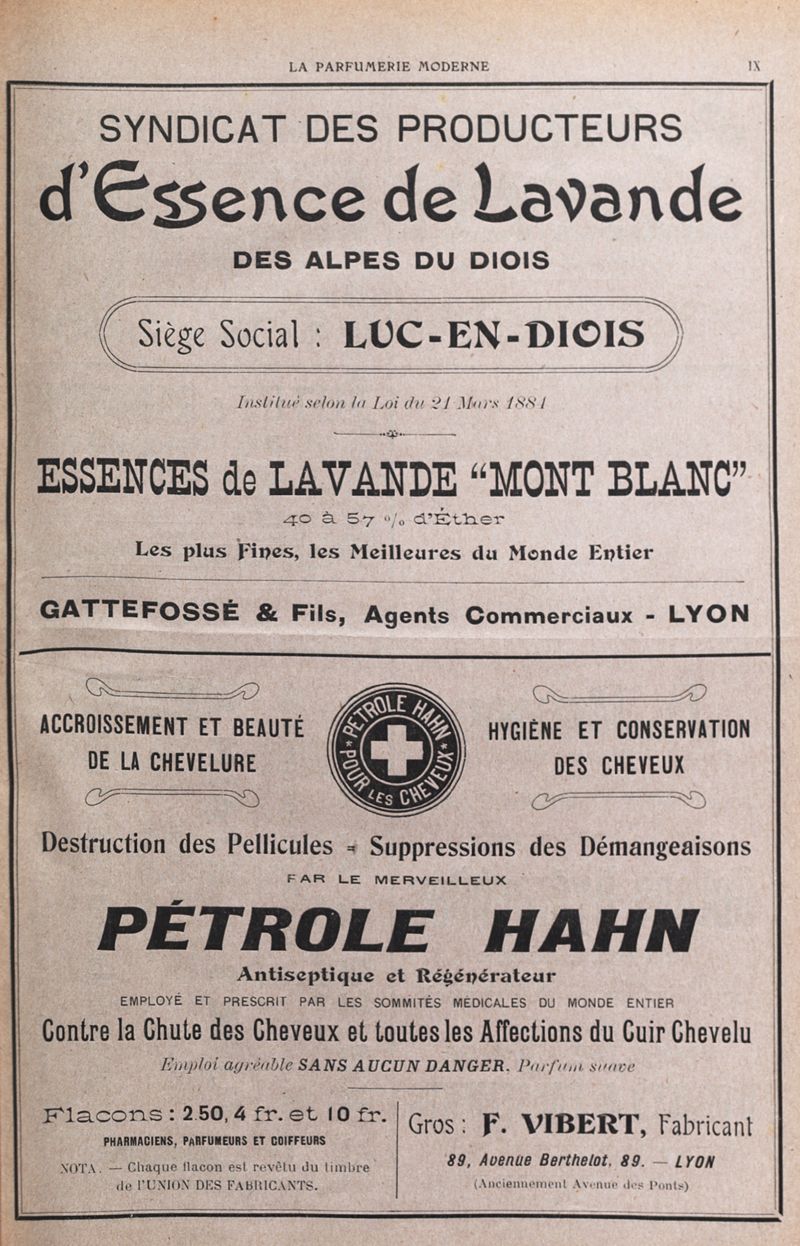 LA PARFUMERIE MODERNE IX
SYNDICAT DES PRODUCTEURS
d'Essence de Lavande
DES ALPES DU DIOIS
Siège Social : LUC-EN-DIOIS
Institué selon la Loi du 21 Mars 1884
ESSENCES de LAVANDE “MONT BLANC”
40 à 57 % d'Éther
Les plus Fines, les Meilleures du Monde Entier
GATTEFOSSÉ & Fils, Agents Commerciaux - LYON
ACCROISSEMENT ET BEAUTÉ
DE LA CHEVELURE
PETROLE HAHN
POUR LES CHEVEUX
HYGIÈNE ET CONSERVATION
DES CHEVEUX
Destruction des Pellicules = Suppressions des Démangeaisons
PAR LE MERVEILLEUX
PÉTROLE HAHN
Antiseptique et Régénérateur
EMPLOYÉ ET PRESCRIT PAR LES SOMMITÉS MÉDICALES DU MONDE ENTIER
Contre la Chute des Cheveux et toutes les Affections du Cuir Chevelu
Emploi agréable SANS AUCUN DANGER. Parfum suave
Flacons : 2.50, 4 fr. et 10 fr.
PHARMACIENS, PARFUMEURS ET COIFFEURS
NOTA. — Chaque flacon est revêtu du timbre
de l'UNION DES FABRICANTS.
Gros : F. VIBERT, Fabricant
89, Avenue Berthelot, 89. — LYON
(Anciennement Avenue des Ponts)